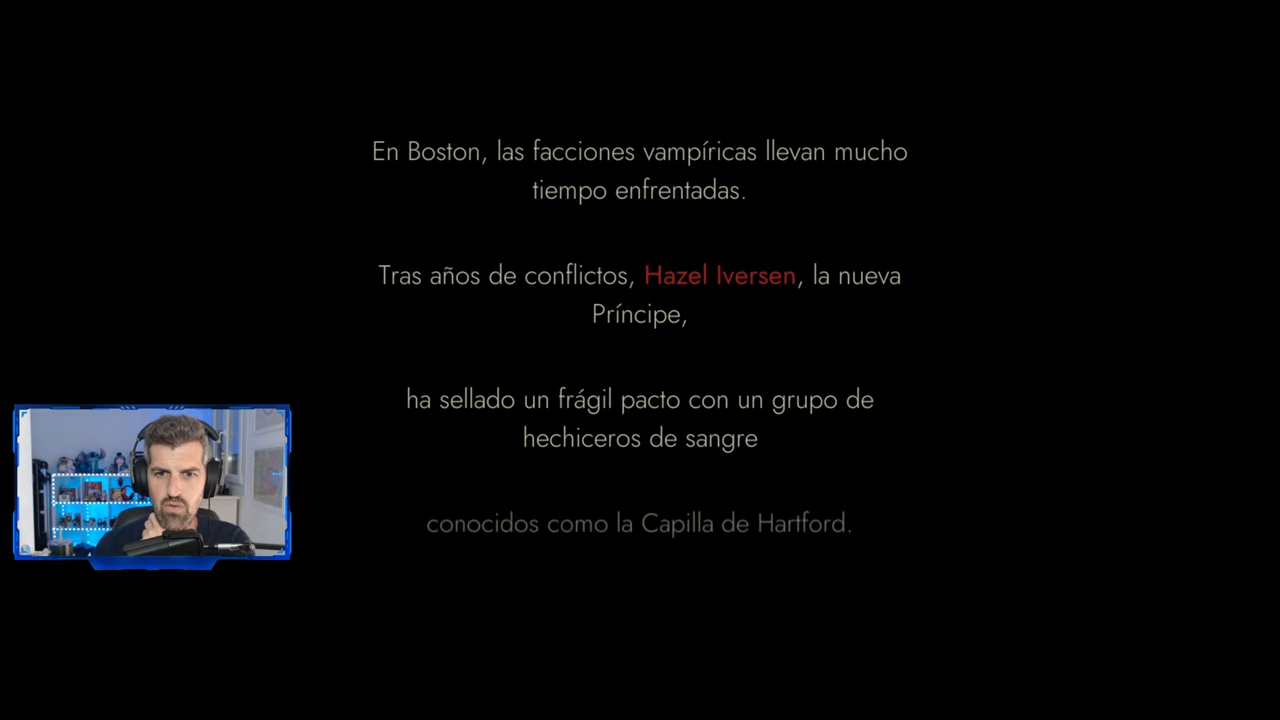 En Boston, las facciones vampíricas llevan mucho
tiempo enfrentadas.
Tras años de conflictos, Hazel Iversen, la nueva
Príncipe,
ha sellado un frágil pacto con un grupo de
hechiceros de sangre
conocidos como la Capilla de Hartford.